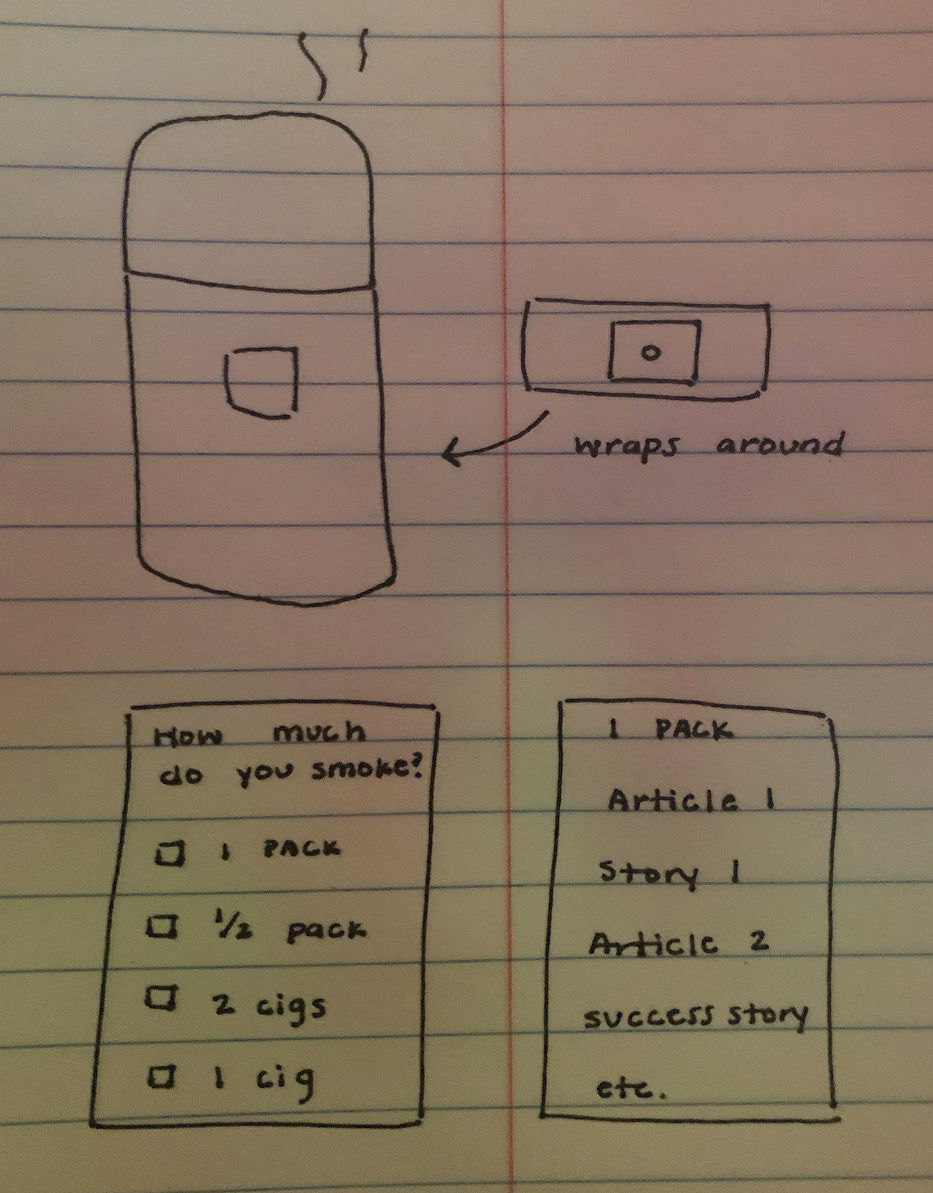 wraps around
How much
do you smoke?
1 PACK
1/2 pack
2 cigs
1 cig
1 PACK
Article 1
Story 1
Article 2
success story
etc.